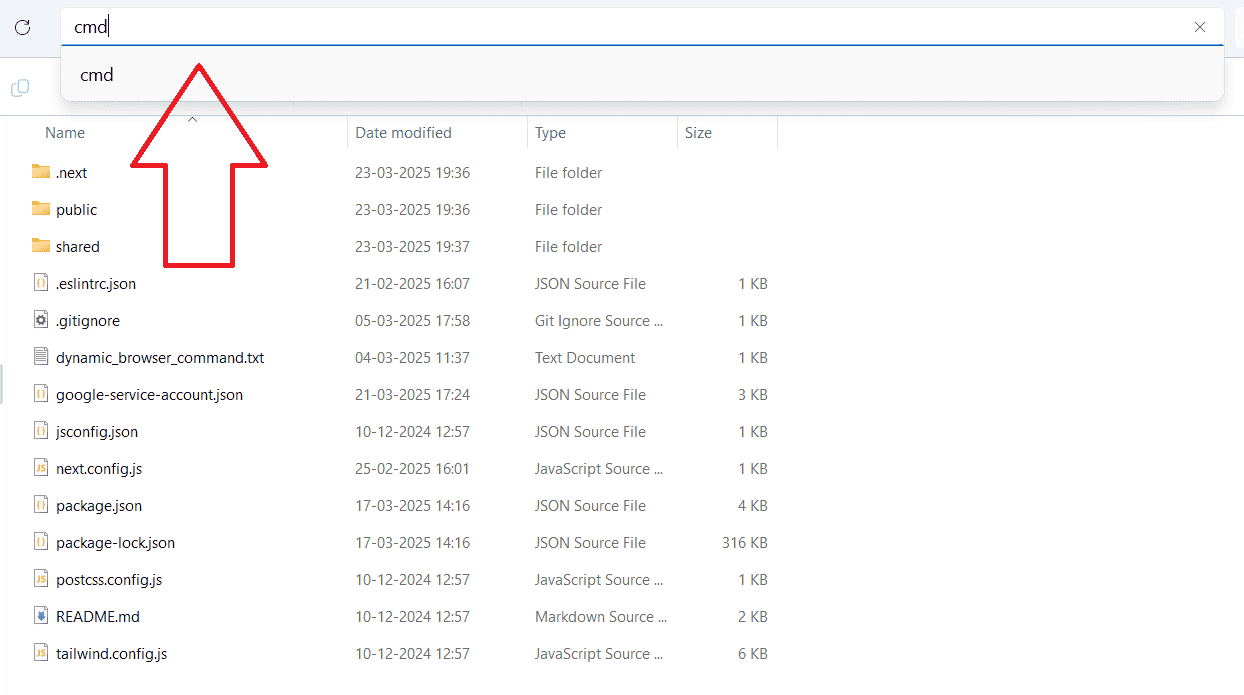 cmd
cmd
Name Date modified Type Size
.next 23-03-2025 19:36 File folder
public 23-03-2025 19:36 File folder
shared 23-03-2025 19:37 File folder
.eslintrc.json 21-02-2025 16:07 JSON Source File 1 KB
.gitignore 05-03-2025 17:58 Git Ignore Source ... 1 KB
dynamic_browser_command.txt 04-03-2025 11:37 Text Document 1 KB
google-service-account.json 21-03-2025 17:24 JSON Source File 3 KB
jsconfig.json 10-12-2024 12:57 JSON Source File 1 KB
next.config.js 25-02-2025 16:01 JavaScript Source ... 1 KB
package.json 17-03-2025 14:16 JSON Source File 4 KB
package-lock.json 17-03-2025 14:16 JSON Source File 316 KB
postcss.config.js 10-12-2024 12:57 JavaScript Source ... 1 KB
README.md 10-12-2024 12:57 Markdown Source ... 2 KB
tailwind.config.js 10-12-2024 12:57 JavaScript Source ... 6 KB